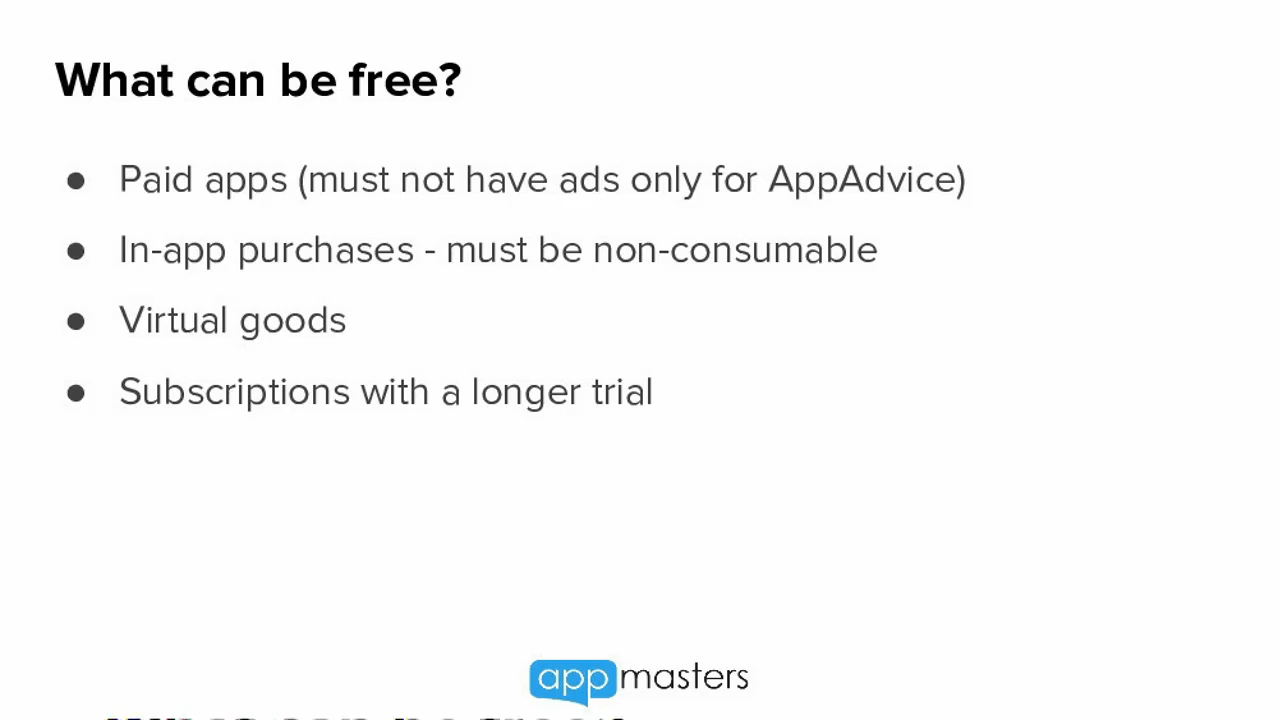 What can be free?
● Paid apps (must not have ads only for AppAdvice)
● In-app purchases - must be non-consumable
● Virtual goods
● Subscriptions with a longer trial
appmasters